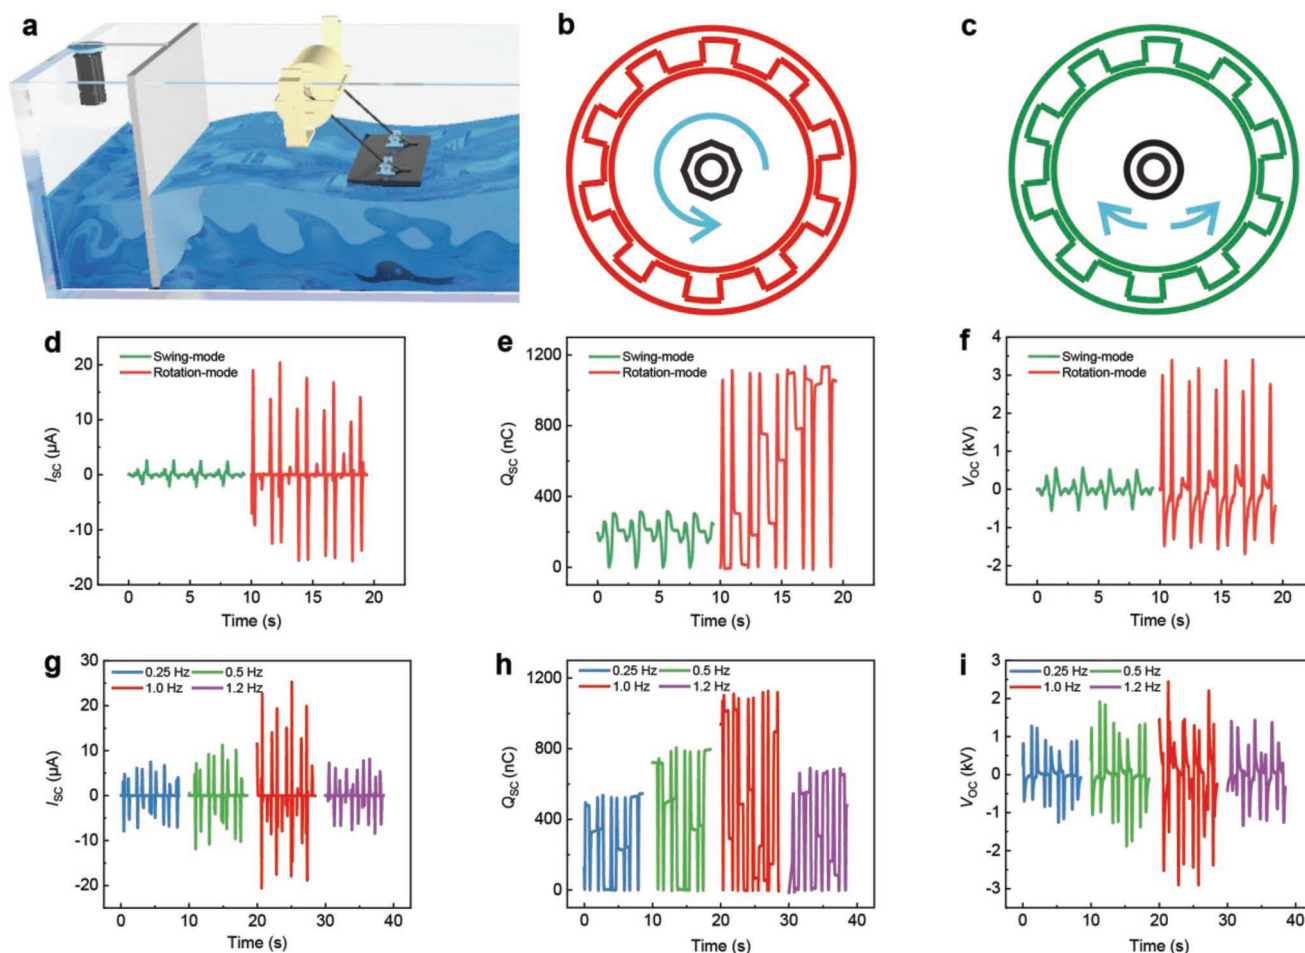 a
b
c
d
Swing-mode
Rotation-mode
20
10
0
-10
-20
I_SC (μA)
0 5 10 15 20
Time (s)
e
Swing-mode
Rotation-mode
1200
800
400
0
Q_SC (nC)
0 5 10 15 20
Time (s)
f
Swing-mode
Rotation-mode
4
3
2
1
0
-1
-2
V_OC (kV)
0 5 10 15 20
Time (s)
g
0.25 Hz 0.5 Hz
1.0 Hz 1.2 Hz
30
20
10
0
-10
-20
I_SC (μA)
0 10 20 30 40
Time (s)
h
0.25 Hz 0.5 Hz
1.0 Hz 1.2 Hz
1200
800
400
0
Q_SC (nC)
0 10 20 30 40
Time (s)
i
0.25 Hz 0.5 Hz
1.0 Hz 1.2 Hz
3
2
1
0
-1
-2
-3
V_OC (kV)
0 10 20 30 40
Time (s)